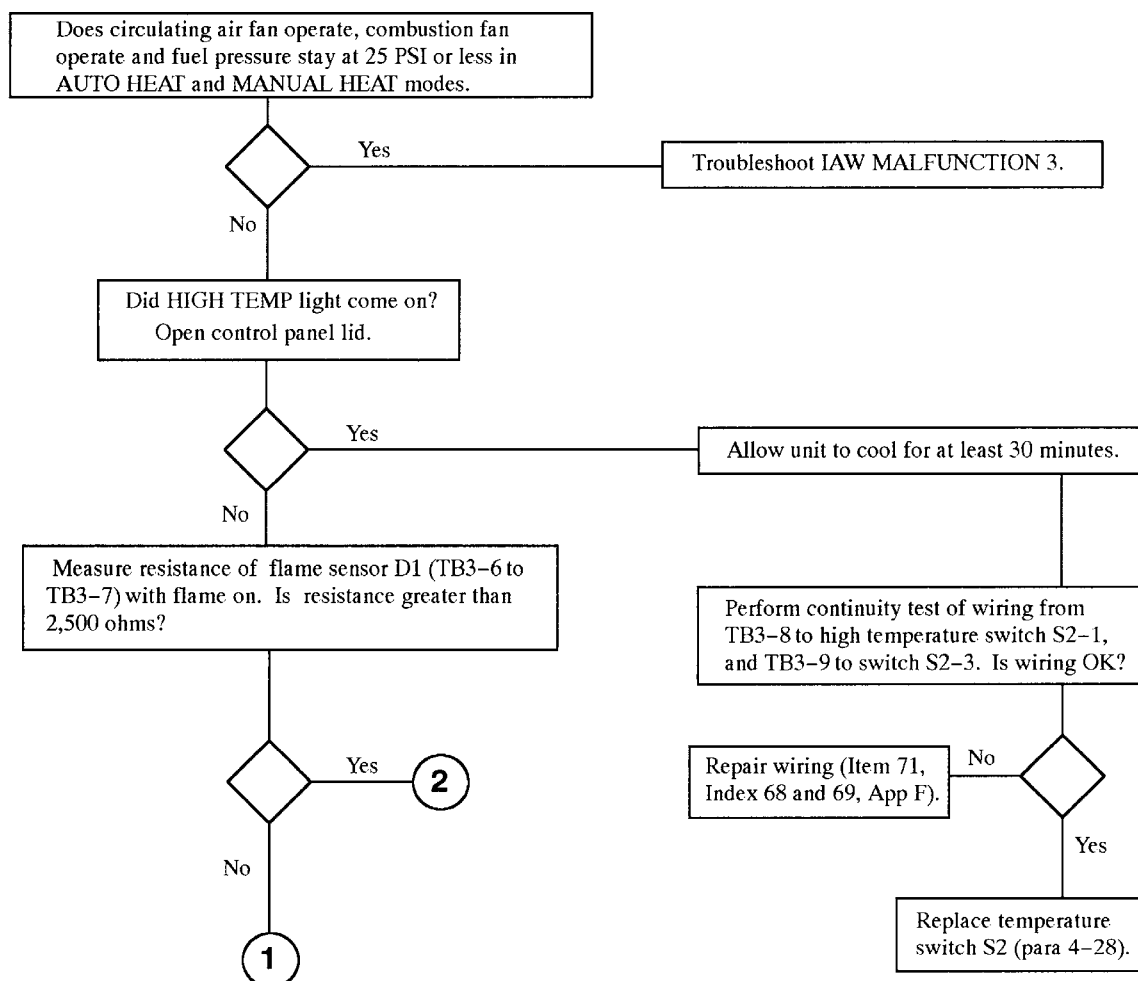 Does circulating air fan operate, combustion fan
operate and fuel pressure stay at 25 PSI or less in
AUTO HEAT and MANUAL HEAT modes.
Yes
Troubleshoot IAW MALFUNCTION 3.
No
Did HIGH TEMP light come on?
Open control panel lid.
Yes
Allow unit to cool for at least 30 minutes.
No
Measure resistance of flame sensor D1 (TB3–6 to
TB3–7) with flame on. Is resistance greater than
2,500 ohms?
Perform continuity test of wiring from
TB3–8 to high temperature switch S2–1,
and TB3–9 to switch S2–3. Is wiring OK?
Yes
2
No
1
Repair wiring (Item 71,
Index 68 and 69, App F).
No
Yes
Replace temperature
switch S2 (para 4–28).